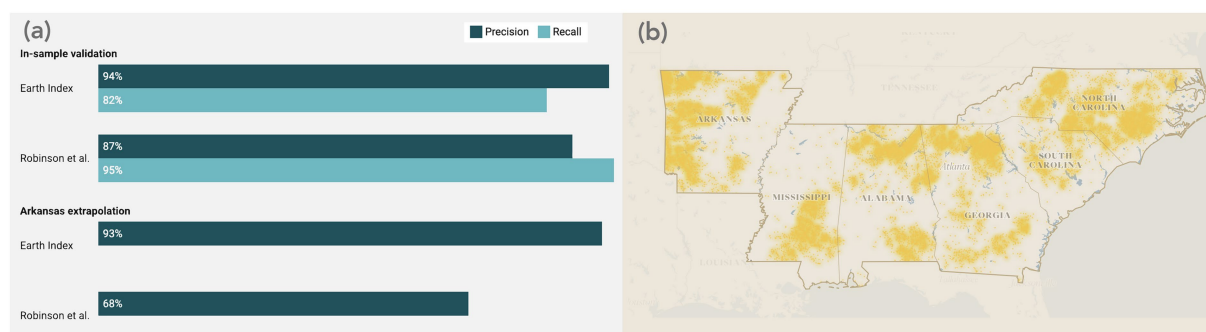 (a)
Precision Recall
In-sample validation
Earth Index
94%
82%
Robinson et al.
87%
95%
Arkansas extrapolation
Earth Index
93%
Robinson et al.
68%
(b)
TENNESSEE
ARKANSAS
NORTH
CAROLINA
Atlanta
SOUTH
CAROLINA
MISSISSIPPI
ALABAMA
GEORGIA